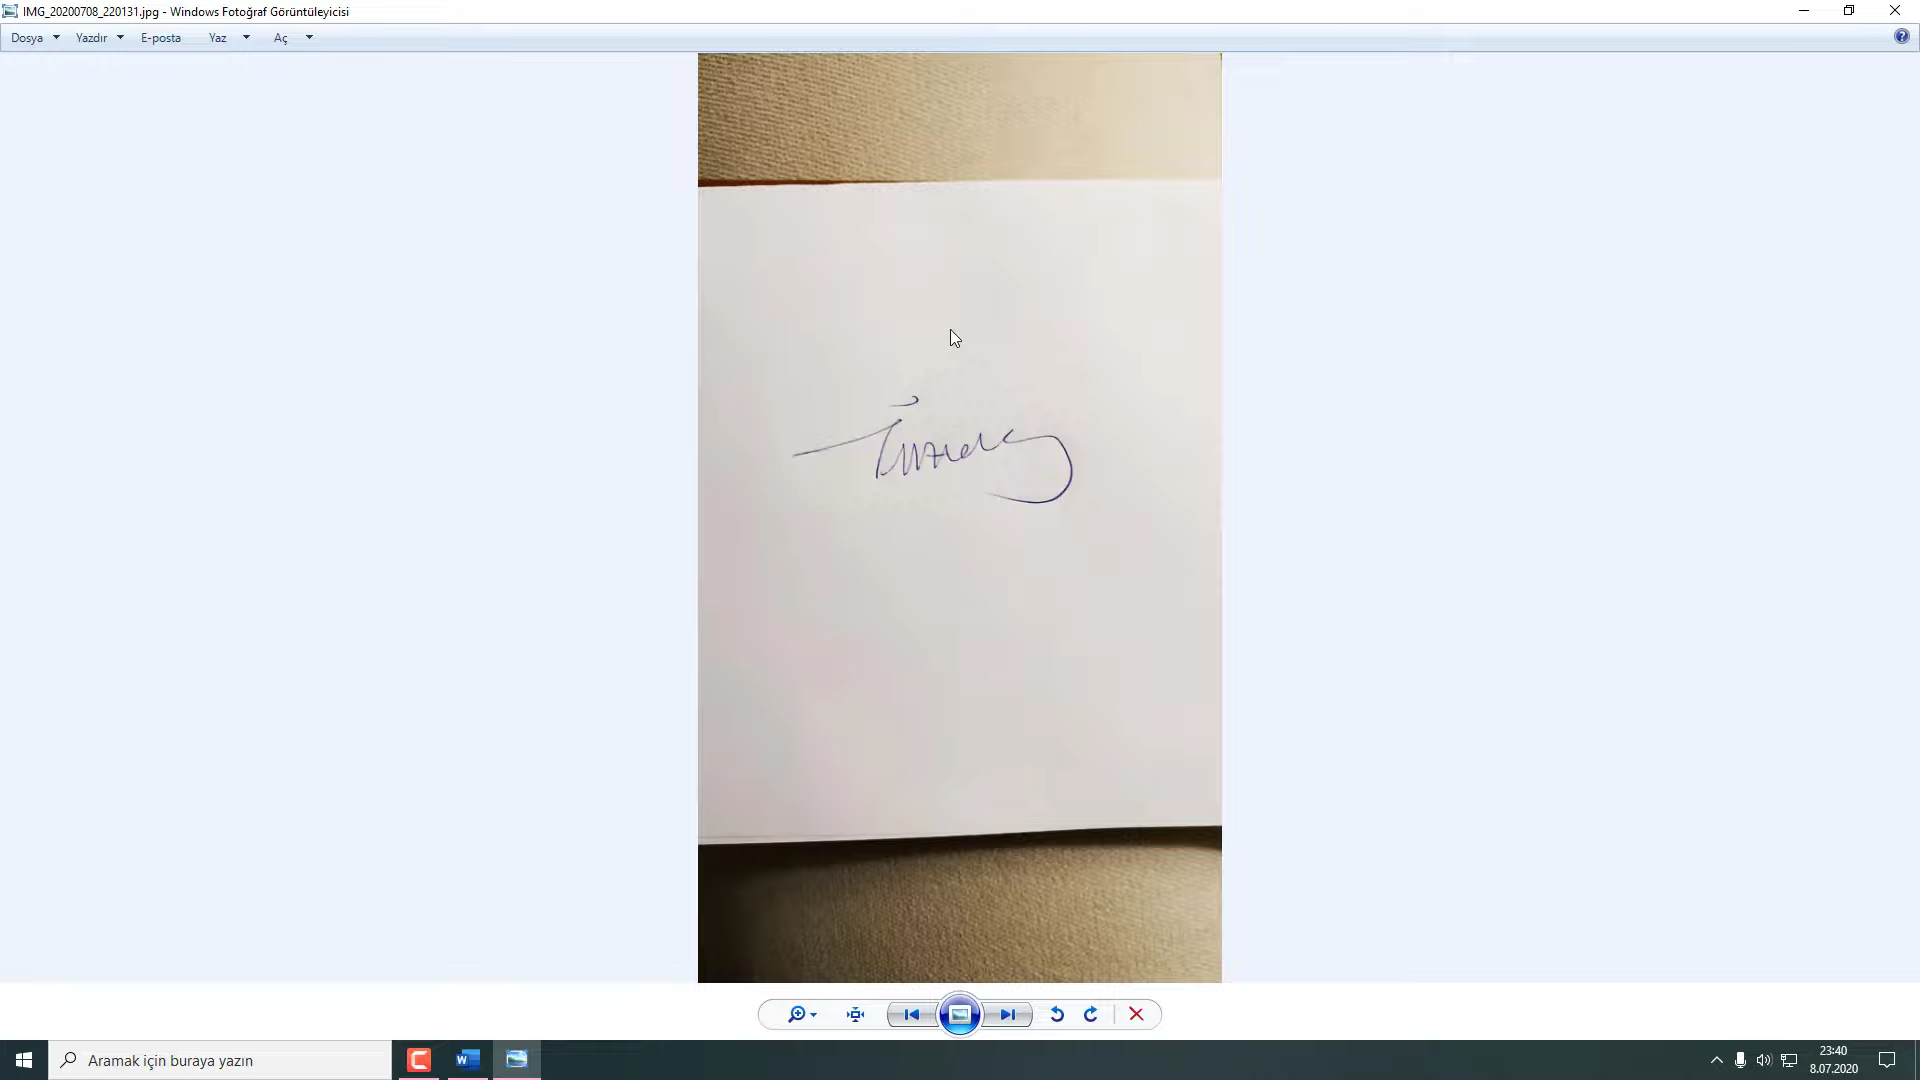 IMG_20200708_220131.jpg - Windows Fotoğraf Görüntüleyicisi
Dosya Yazdır E-posta Yaz Aç
Aramak için buraya yazın
23:40
8.07.2020